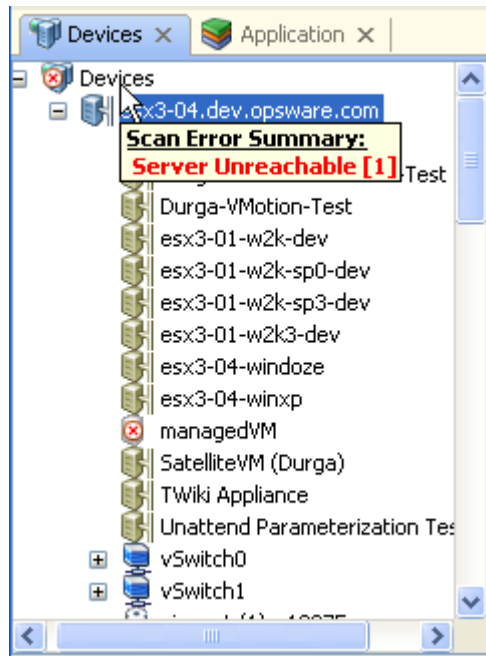 Devices Application
Devices
esx3-04.dev.opsware.com
Scan Error Summary:
Server Unreachable [1]
-Test
Durga-VMotion-Test
esx3-01-w2k-dev
esx3-01-w2k-sp0-dev
esx3-01-w2k-sp3-dev
esx3-01-w2k3-dev
esx3-04-windoze
esx3-04-winxp
managedVM
SatelliteVM (Durga)
TWiki Appliance
Unattend Parameterization Tes
vSwitch0
vSwitch1